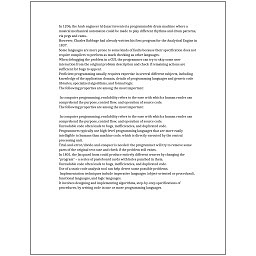 In 1206, the Arab engineer Al-Jazari invented a programmable drum machine where a
musical mechanical automaton could be made to play different rhythms and drum patterns,
via pegs and cams.
However, Charles Babbage had already written his first program for the Analytical Engine in
1837.
Some languages are more prone to some kinds of faults because their specification does not
require compilers to perform as much checking as other languages.
When debugging the problem in a GUI, the programmer can try to skip some user
interaction from the original problem description and check if remaining actions are
sufficient for bugs to appear.
Proficient programming usually requires expertise in several different subjects, including
knowledge of the application domain, details of programming languages and generic code
libraries, specialized algorithms, and formal logic.
The following properties are among the most important:

In computer programming, readability refers to the ease with which a human reader can
comprehend the purpose, control flow, and operation of source code.
The following properties are among the most important:

In computer programming, readability refers to the ease with which a human reader can
comprehend the purpose, control flow, and operation of source code.
Unreadable code often leads to bugs, inefficiencies, and duplicated code.
Programmers typically use high-level programming languages that are more easily
intelligible to humans than machine code, which is directly executed by the central
processing unit.
Trial-and-error/divide-and-conquer is needed: the programmer will try to remove some
parts of the original test case and check if the problem still exists.
In 1801, the Jacquard loom could produce entirely different weaves by changing the
"program" – a series of pasteboard cards with holes punched in them.
Unreadable code often leads to bugs, inefficiencies, and duplicated code.
Use of a static code analysis tool can help detect some possible problems.
Implementation techniques include imperative languages (object-oriented or procedural),
functional languages, and logic languages.
It involves designing and implementing algorithms, step-by-step specifications of
procedures, by writing code in one or more programming languages.